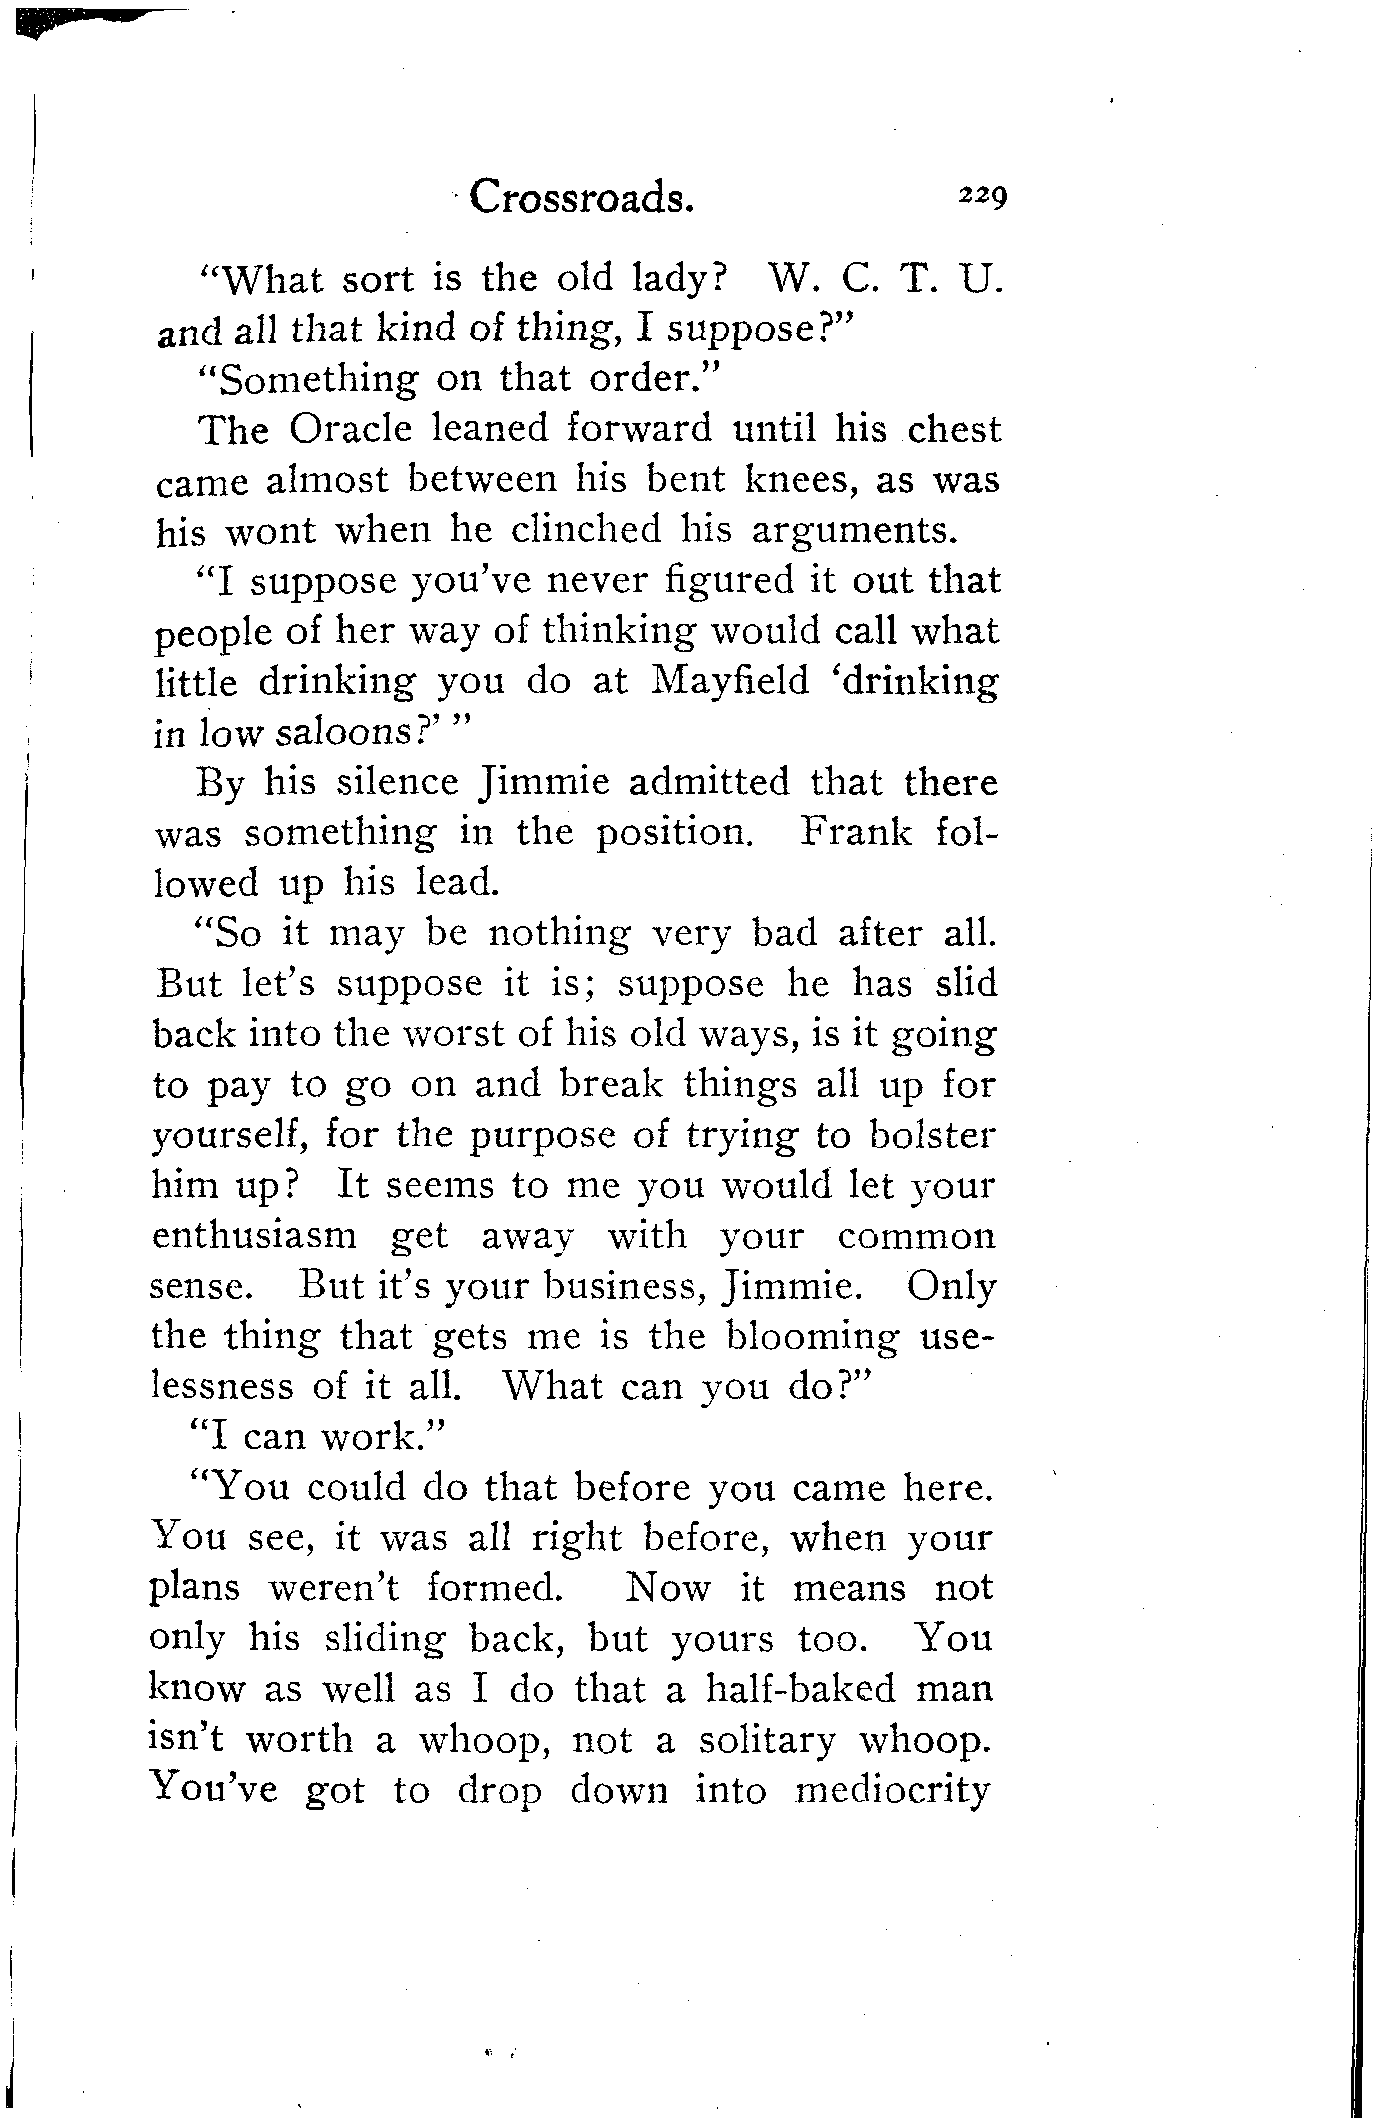 Crossroads. 229
“What sort is the old lady? W. C. T. U.
and all that kind of thing, I suppose?”
“Something on that order.”
The Oracle leaned forward until his chest
came almost between his bent knees, as was
his wont when he clinched his arguments.
“I suppose you’ve never figured it out that
people of her way of thinking would call what
little drinking you do at Mayfield ‘drinking
in low saloons?’ ”
By his silence Jimmie admitted that there
was something in the position. Frank fol-
lowed up his lead.
“So it may be nothing very bad after all.
But let’s suppose it is; suppose he has slid
back into the worst of his old ways, is it going
to pay to go on and break things all up for
yourself, for the purpose of trying to bolster
him up? It seems to me you would let your
enthusiasm get away with your common
sense. But it’s your business, Jimmie. Only
the thing that gets me is the blooming use-
lessness of it all. What can you do?”
“I can work.”
“You could do that before you came here.
You see, it was all right before, when your
plans weren’t formed. Now it means not
only his sliding back, but yours too. You
know as well as I do that a half-baked man
isn’t worth a whoop, not a solitary whoop.
You’ve got to drop down into mediocrity